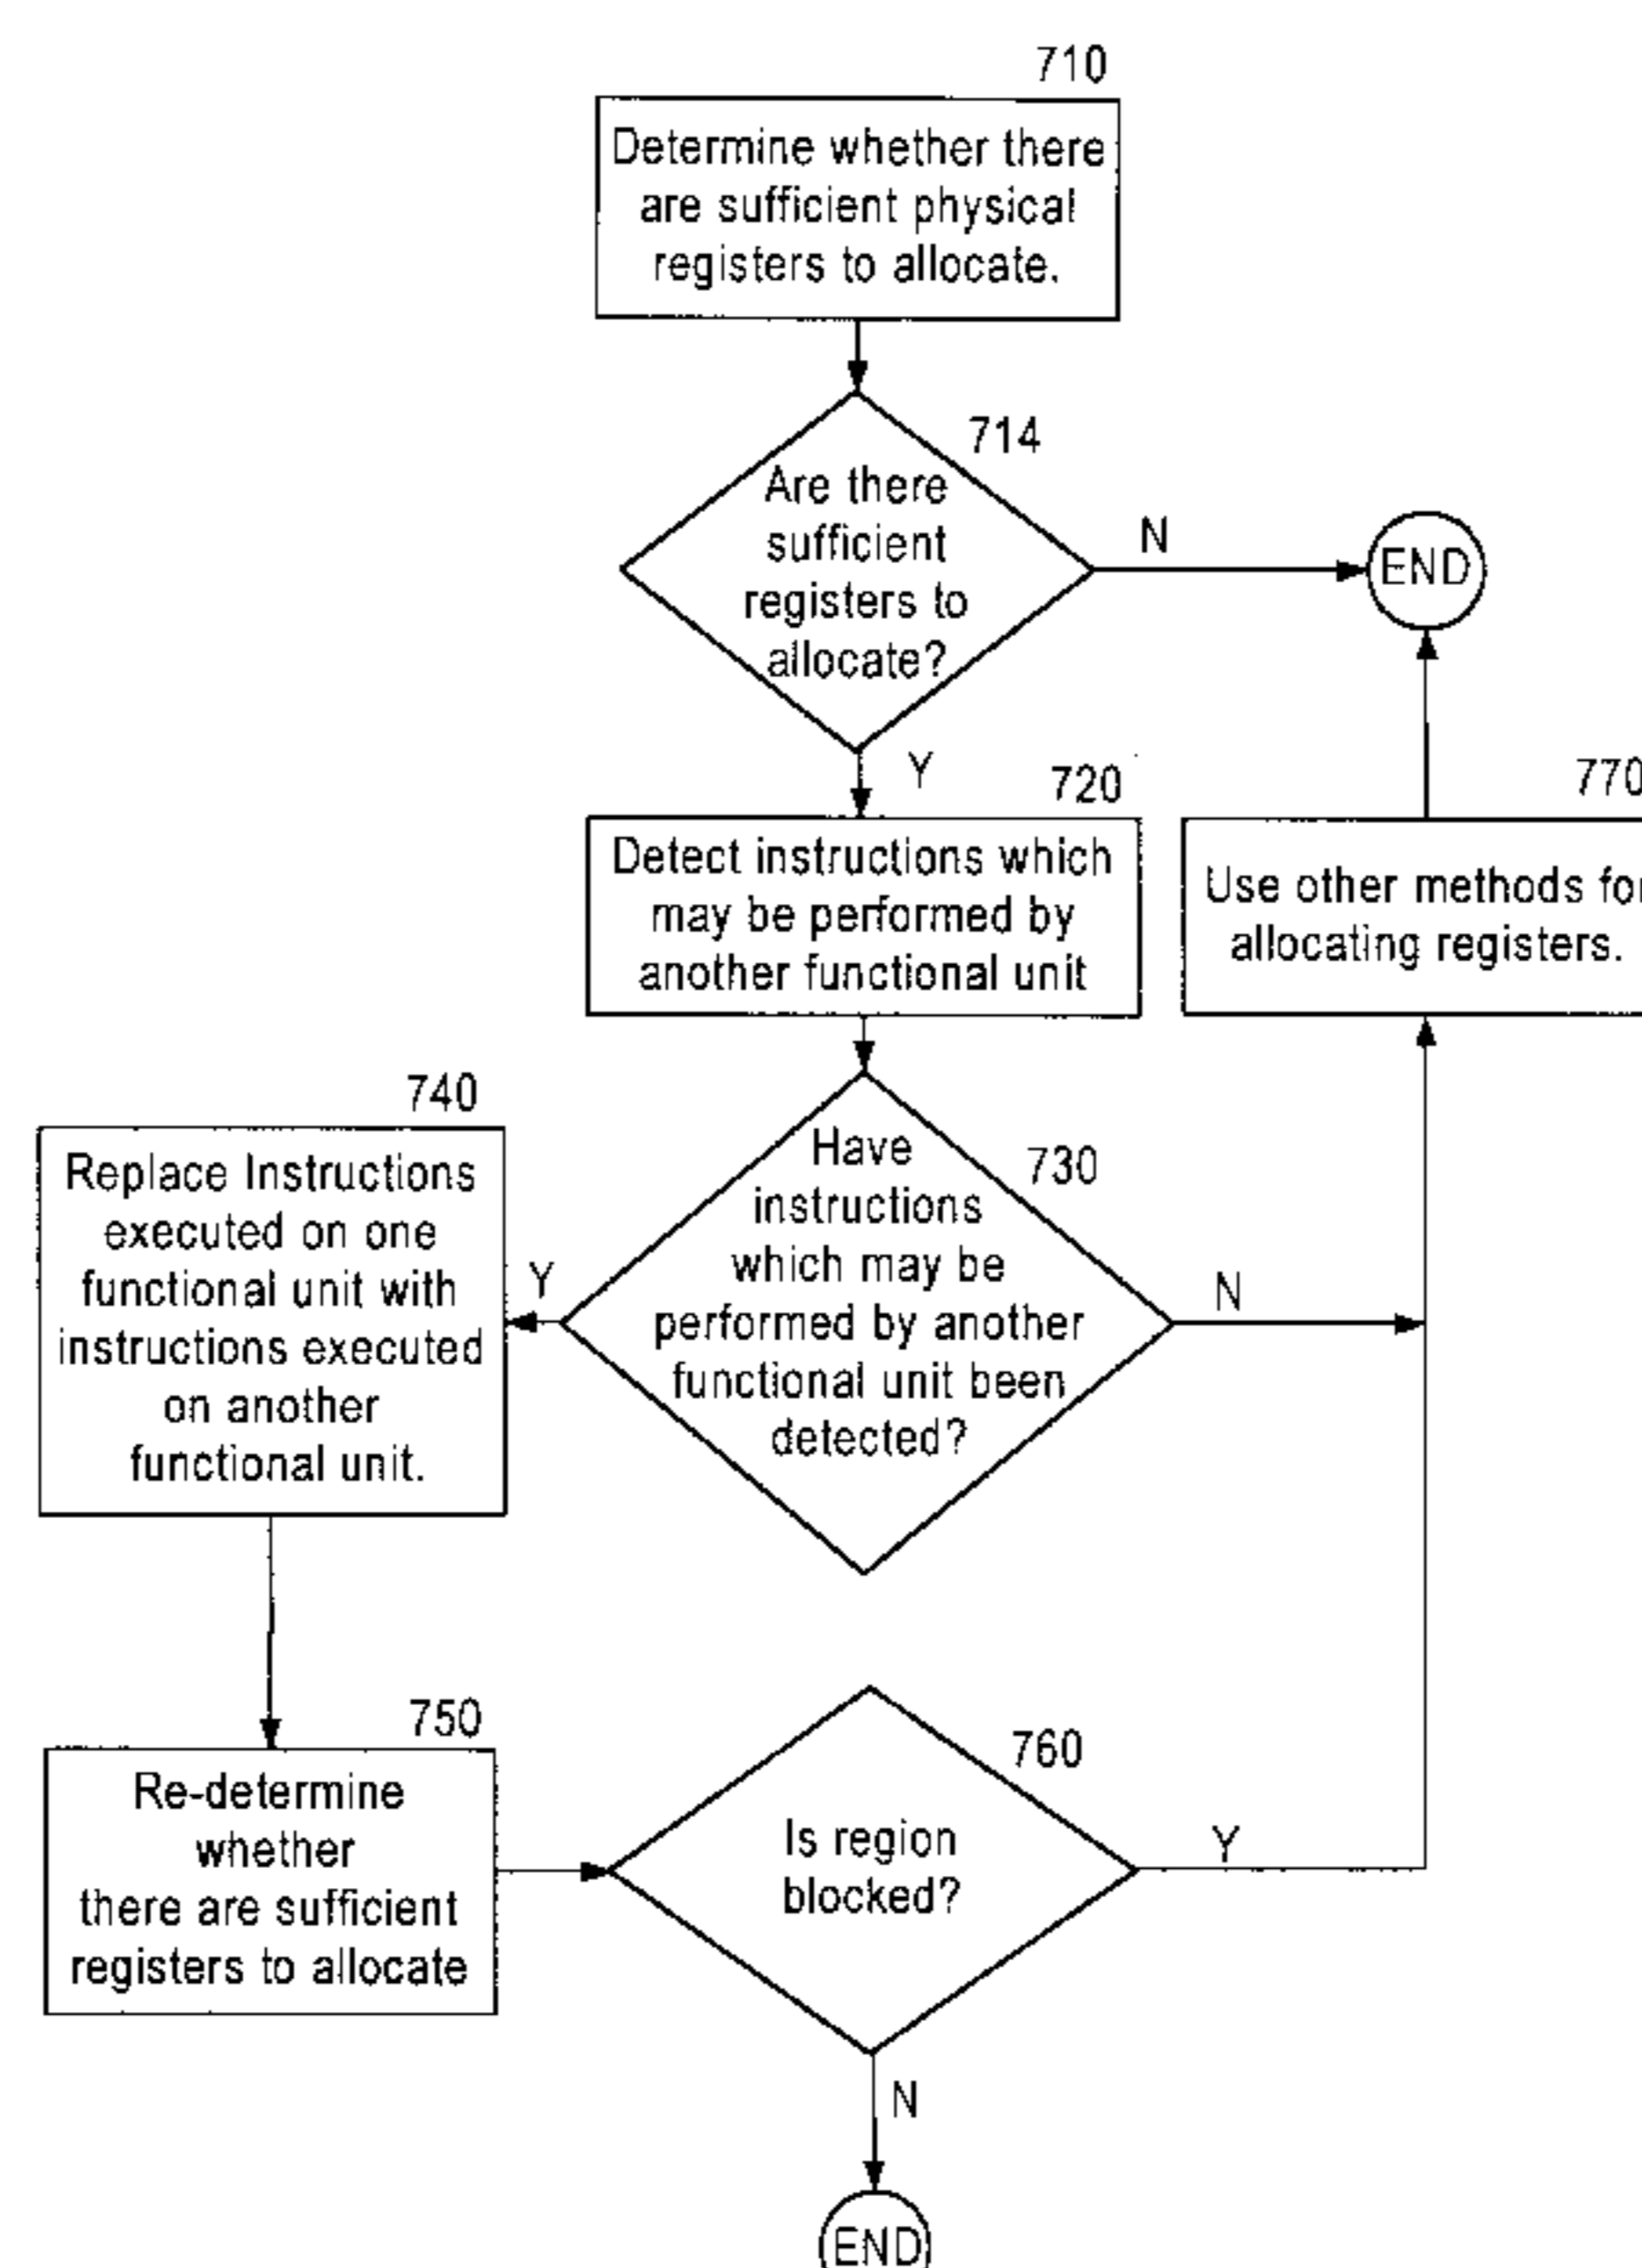 710
Determine whether there
are sufficient physical
registers to allocate.
714
Are there
sufficient
registers to
allocate?
N
END
Y
720
Detect instructions which
may be performed by
another functional unit
770
Use other methods for
allocating registers.
740
Replace Instructions
executed on one
functional unit with
instructions executed
on another
functional unit.
Y
730
Have
instructions
which may be
performed by another
functional unit been
detected?
N
750
Re-determine
whether
there are sufficient
registers to allocate
760
Is region
blocked?
Y
N
END